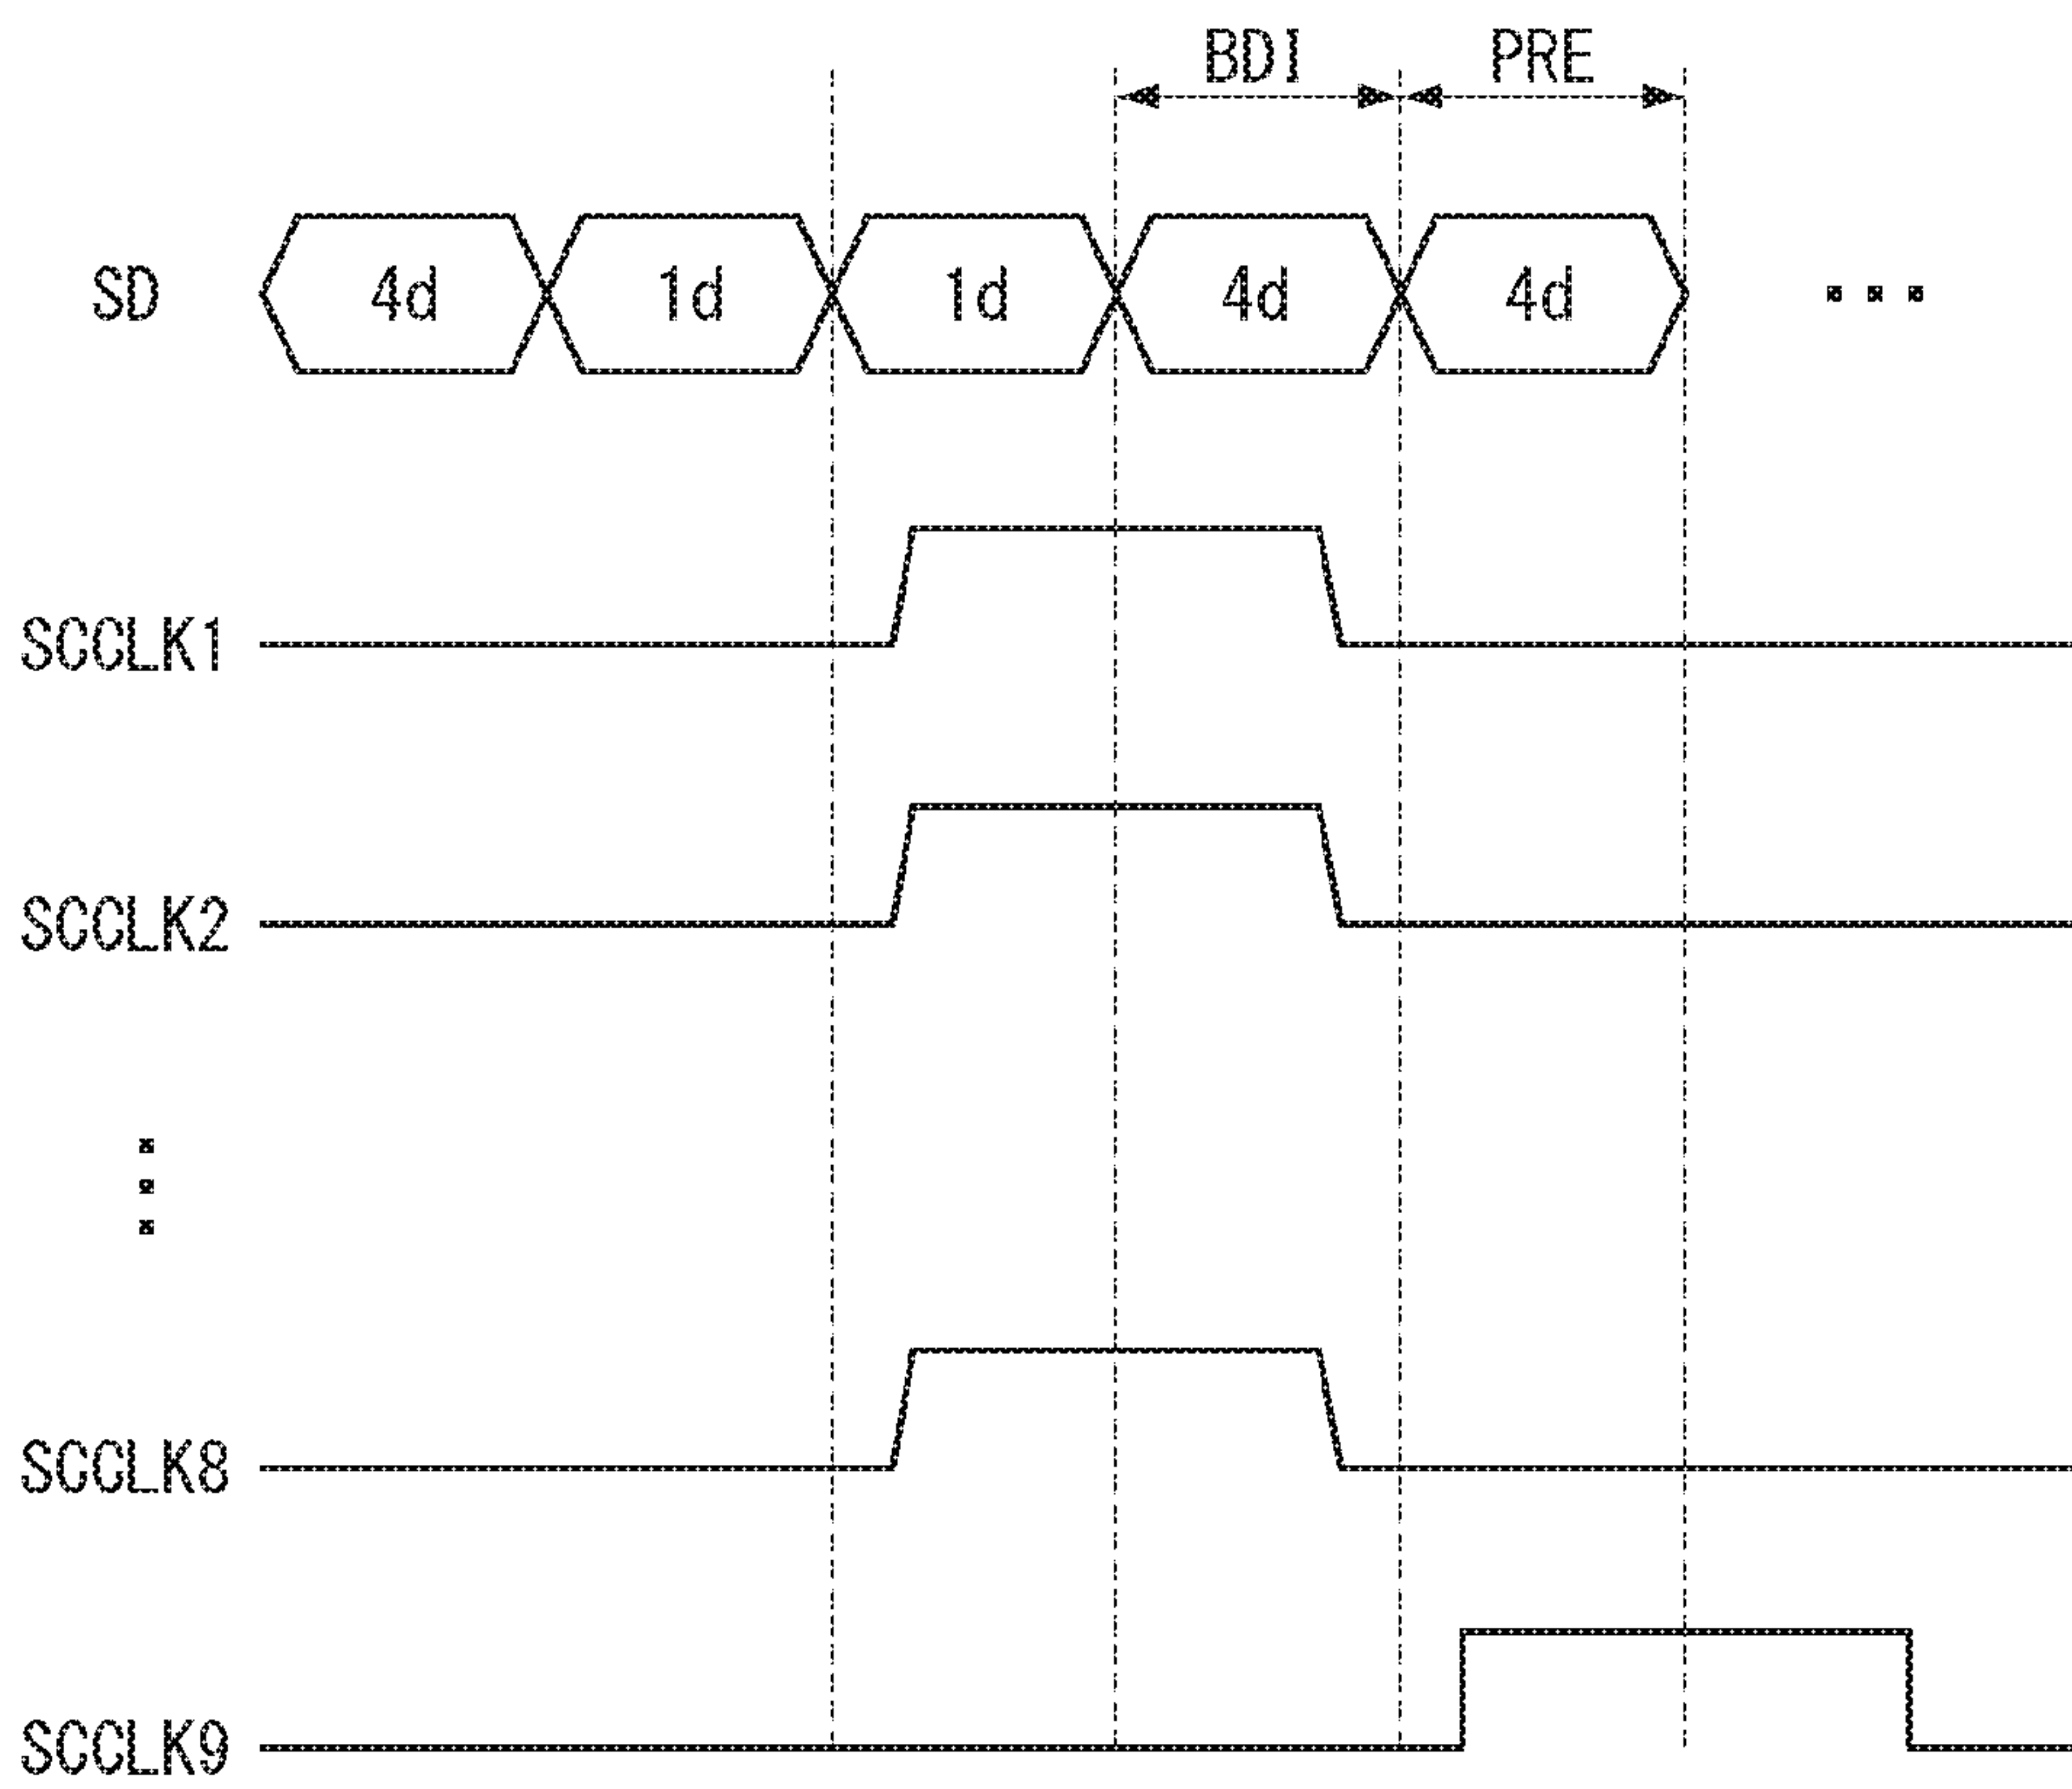 BDI PRE
SD 4d 1d 1d 4d 4d ...
SCCLK1
SCCLK2
SCCLK8
SCCLK9